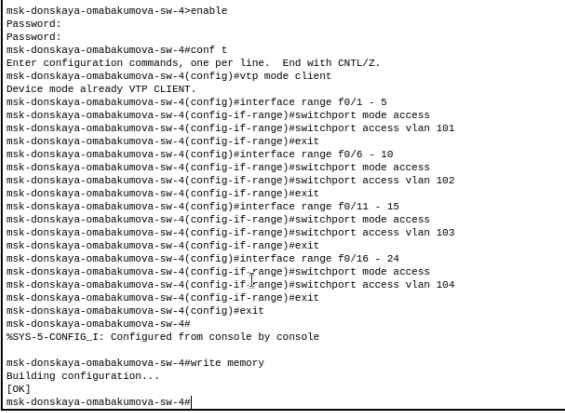 msk-donskaya-omabakumova-sw-4>enable
Password:
Password:
msk-donskaya-omabakumova-sw-4#conf t
Enter configuration commands, one per line.  End with CNTL/Z.
msk-donskaya-omabakumova-sw-4(config)#vtp mode client
Device mode already VTP CLIENT.
msk-donskaya-omabakumova-sw-4(config)#interface range f0/1 - 5
msk-donskaya-omabakumova-sw-4(config-if-range)#switchport mode access
msk-donskaya-omabakumova-sw-4(config-if-range)#switchport access vlan 101
msk-donskaya-omabakumova-sw-4(config-if-range)#exit
msk-donskaya-omabakumova-sw-4(config)#interface range f0/6 - 10
msk-donskaya-omabakumova-sw-4(config-if-range)#switchport mode access
msk-donskaya-omabakumova-sw-4(config-if-range)#switchport access vlan 102
msk-donskaya-omabakumova-sw-4(config-if-range)#exit
msk-donskaya-omabakumova-sw-4(config)#interface range f0/11 - 15
msk-donskaya-omabakumova-sw-4(config-if-range)#switchport mode access
msk-donskaya-omabakumova-sw-4(config-if-range)#switchport access vlan 103
msk-donskaya-omabakumova-sw-4(config-if-range)#exit
msk-donskaya-omabakumova-sw-4(config)#interface range f0/16 - 24
msk-donskaya-omabakumova-sw-4(config-if-range)#switchport mode access
msk-donskaya-omabakumova-sw-4(config-if-range)#switchport access vlan 104
msk-donskaya-omabakumova-sw-4(config-if-range)#exit
msk-donskaya-omabakumova-sw-4(config)#exit
msk-donskaya-omabakumova-sw-4#
%SYS-5-CONFIG_I: Configured from console by console
msk-donskaya-omabakumova-sw-4#write memory
Building configuration...
[OK]
msk-donskaya-omabakumova-sw-4#